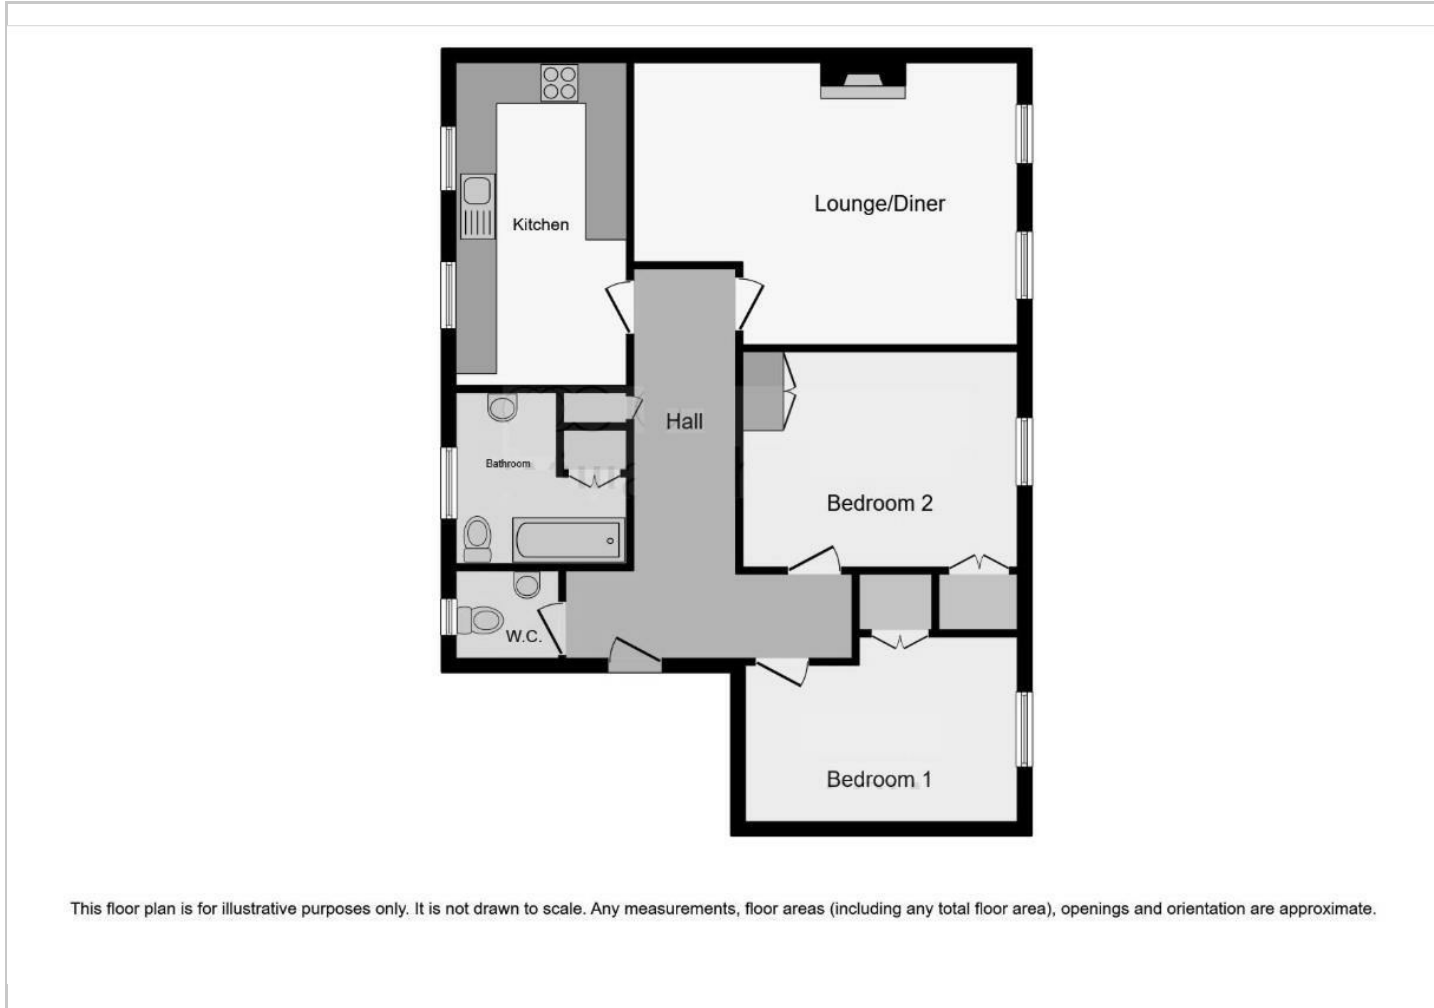 Kitchen
Lounge/Diner
Hall
Bathroom
Bedroom 2
W.C.
Bedroom 1
This floor plan is for illustrative purposes only. It is not drawn to scale. Any measurements, floor areas (including any total floor area), openings and orientation are approximate.